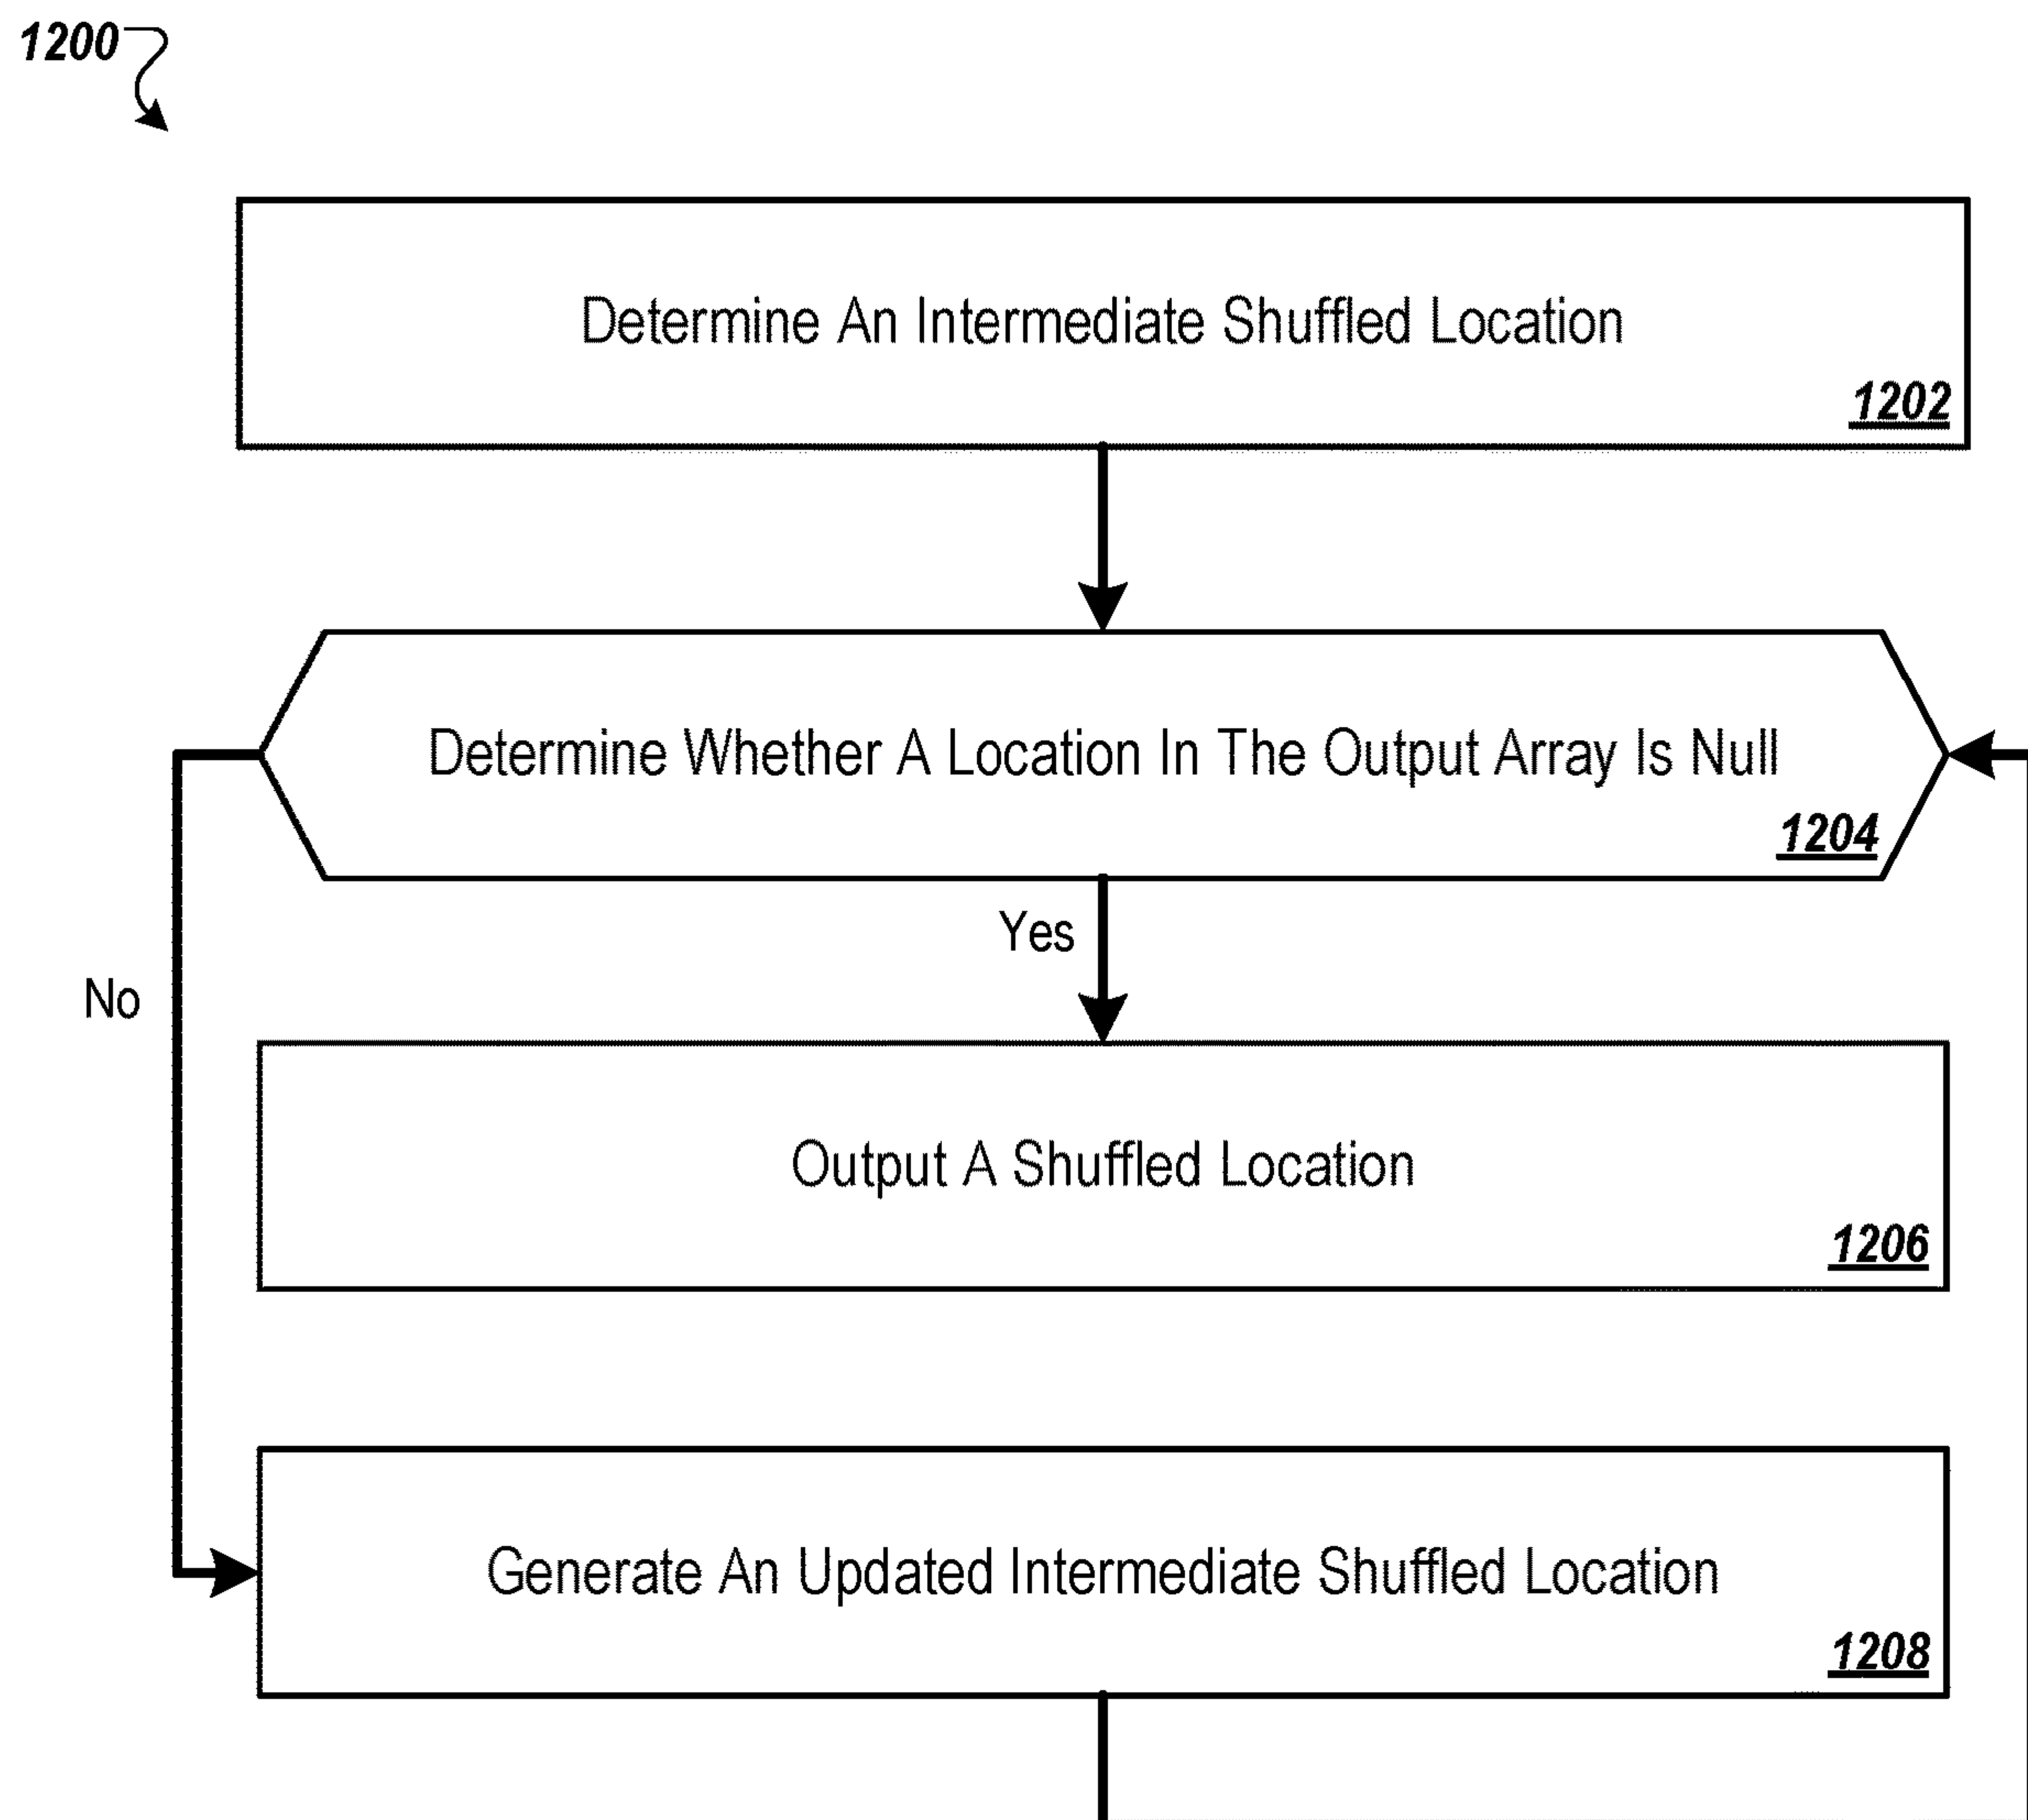 1200
Determine An Intermediate Shuffled Location
1202
Determine Whether A Location In The Output Array Is Null
1204
Yes
No
Output A Shuffled Location
1206
Generate An Updated Intermediate Shuffled Location
1208